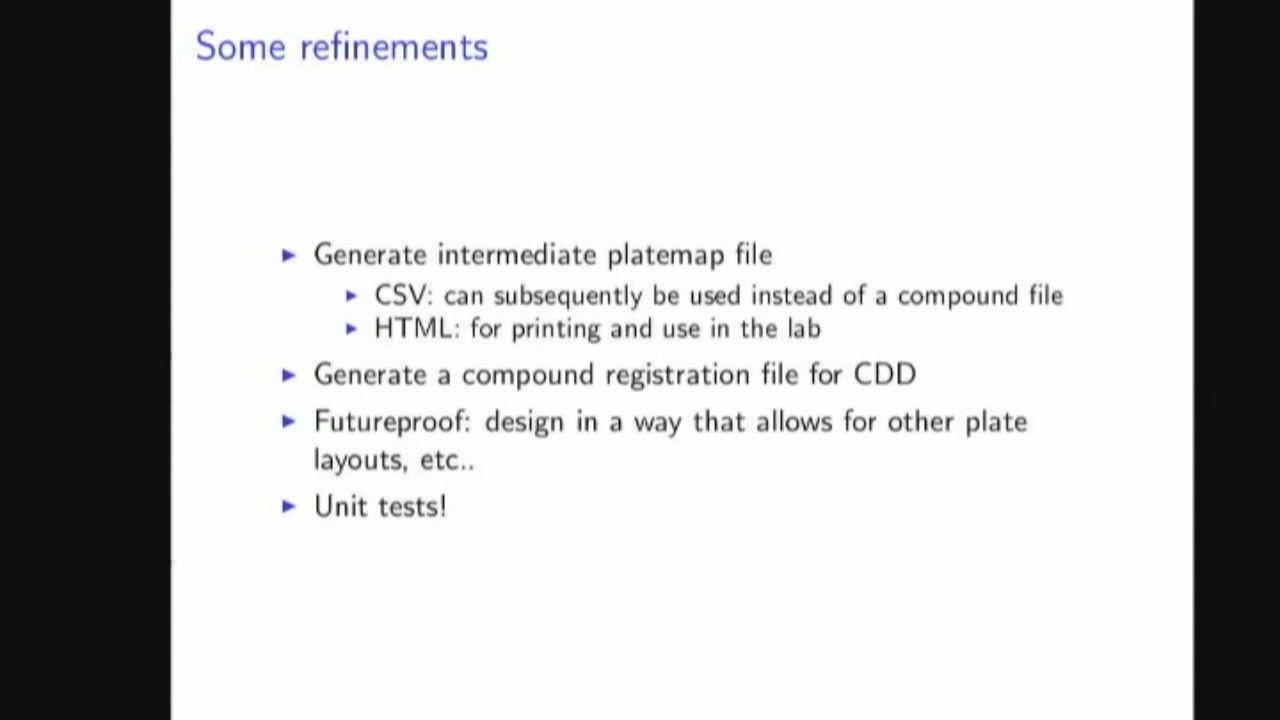 Some refinements
▶ Generate intermediate platemap file
▶ CSV: can subsequently be used instead of a compound file
▶ HTML: for printing and use in the lab
▶ Generate a compound registration file for CDD
▶ Futureproof: design in a way that allows for other plate
layouts, etc..
▶ Unit tests!